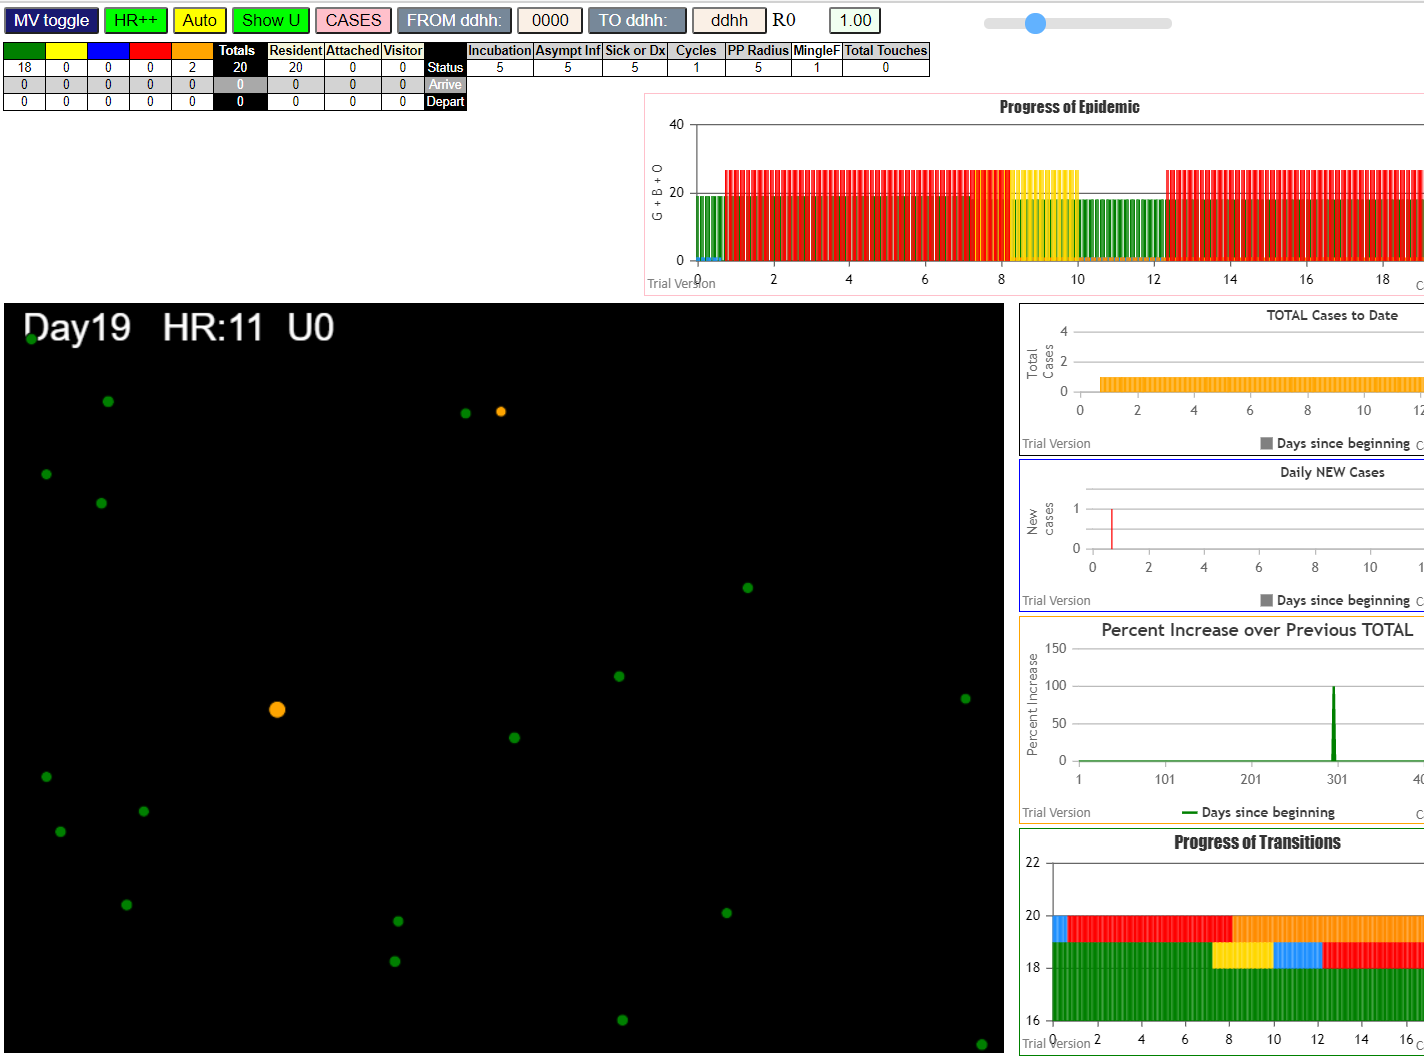 MV toggle HR++ Auto Show U CASES FROM ddhh: 0000 TO ddhh: ddhh R0 1.00
Totals Resident Attached Visitor Incubation Asympt Inf Sick or Dx Cycles PP Radius MingleF Total Touches
18 0 0 0 2 20 20 0 0 Status 5 5 5 1 5 1 0
0 0 0 0 0 0 0 0 0 Arrive
0 0 0 0 0 0 0 0 0 Depart
Progress of Epidemic
40
20
0
G + B + O
0 2 4 6 8 10 12 14 16 18
Trial Version C
Day19 HR:11 U0
TOTAL Cases to Date
Total
Cases
4
2
0
0 2 4 6 8 10 12
Days since beginning
Trial Version C
Daily NEW Cases
New
cases
1
0
0 2 4 6 8 10 1
Days since beginning
Trial Version C
Percent Increase over Previous TOTAL
Percent Increase
150
100
50
0
1 101 201 301 40
Days since beginning
Trial Version C
Progress of Transitions
22
20
18
16
0 2 4 6 8 10 12 14 16
Trial Version C